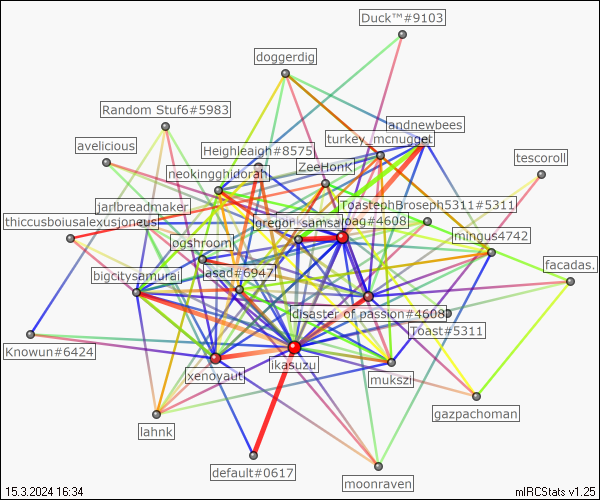 Duck™#9103
doggerdig
Random Stuf6#5983
andnewbees
turkey_mcnugget
avelicious
Heighleigh#8575
tescoroll
ZeeHonK
neokingghidorah
jarlbreadmaker
ToastephBroseph5311#5311
thiccusboiusalexusjoneus
gregor_samsa
oag#4608
mingus4742
ogshroom
facadas.
bigcitysamurai
asad#6947
disaster of passion#4608
Toast#5311
Knowun#6424
ikasuzu
xenoyaut
mukszi
gazpachoman
lahnk
default#0617
moonraven
15.3.2024 16:34
mIRCStats v1.25